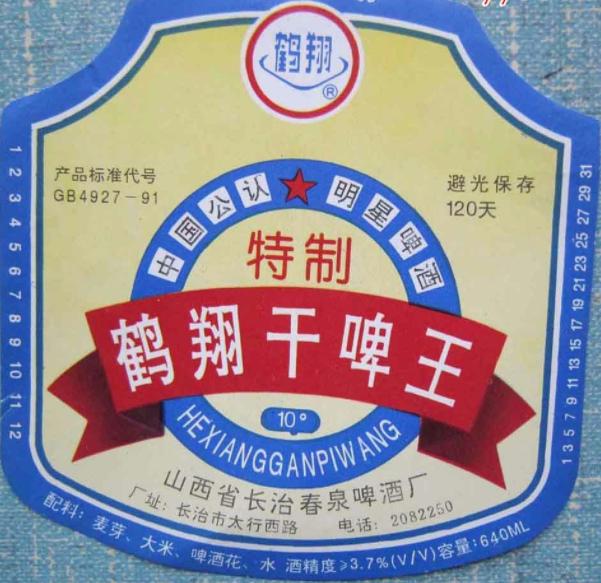 鹤翔
®
产品标准代号
GB4927-91
避光保存
120天
中国公认★明星啤酒
特制
鹤翔干啤王
10°
HEXIANGGANPIWANG
山西省长治春泉啤酒厂
厂址：长治市太行西路 电话：2082250
配料：麦芽、大米、啤酒花、水 酒精度≥3.7%(V/V)容量：640ML
1 2 3 4 5 6 7 8 9 10 11 12
1 3 5 7 9 11 13 15 17 19 21 23 25 27 29 31